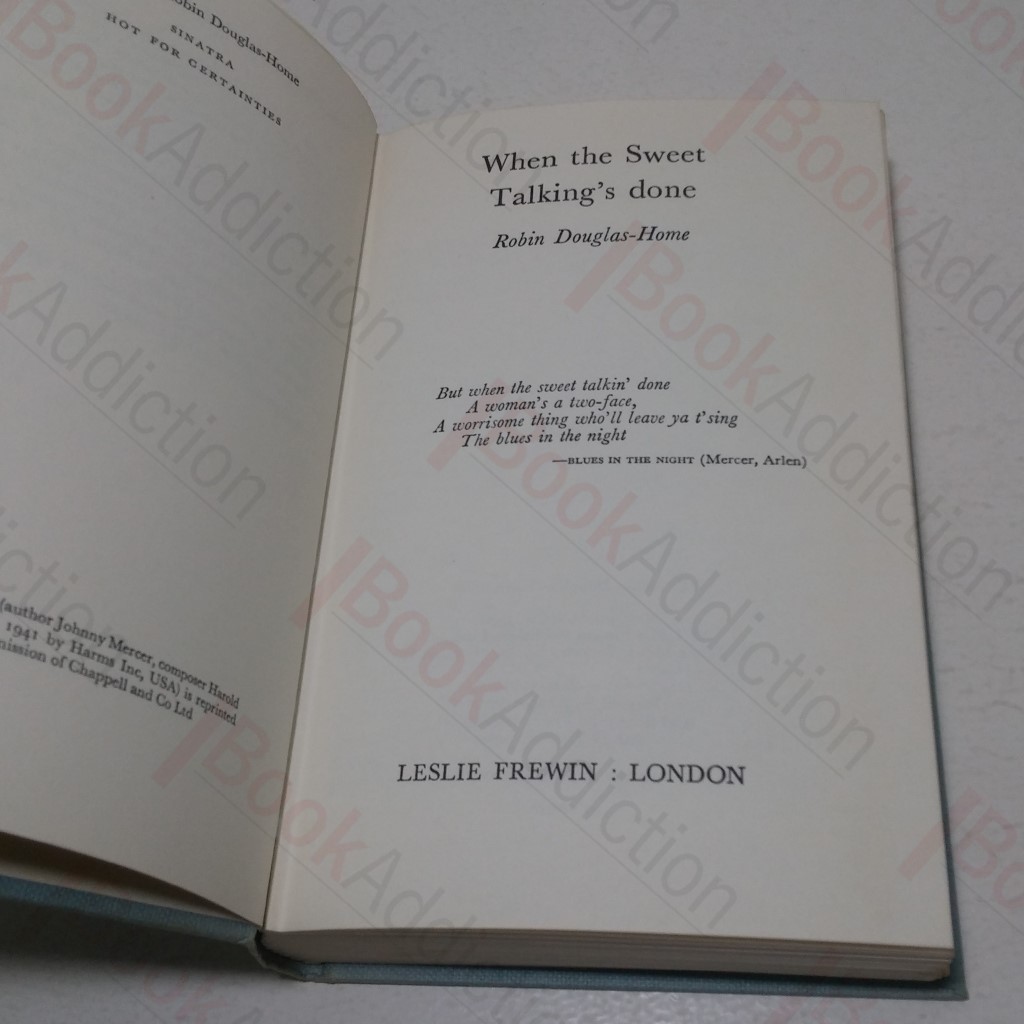 obin Douglas-Home
SINATRA
HOT FOR CERTAINTIES
(author Johnny Mercer, composer Harold
1941 by Harms Inc, USA) is reprinted
mission of Chappell and Co Ltd
When the Sweet
Talking's done
Robin Douglas-Home
But when the sweet talkin' done
A woman's a two-face,
A worrisome thing who'll leave ya t'sing
The blues in the night
—BLUES IN THE NIGHT (Mercer, Arlen)
LESLIE FREWIN : LONDON
BookAddiction